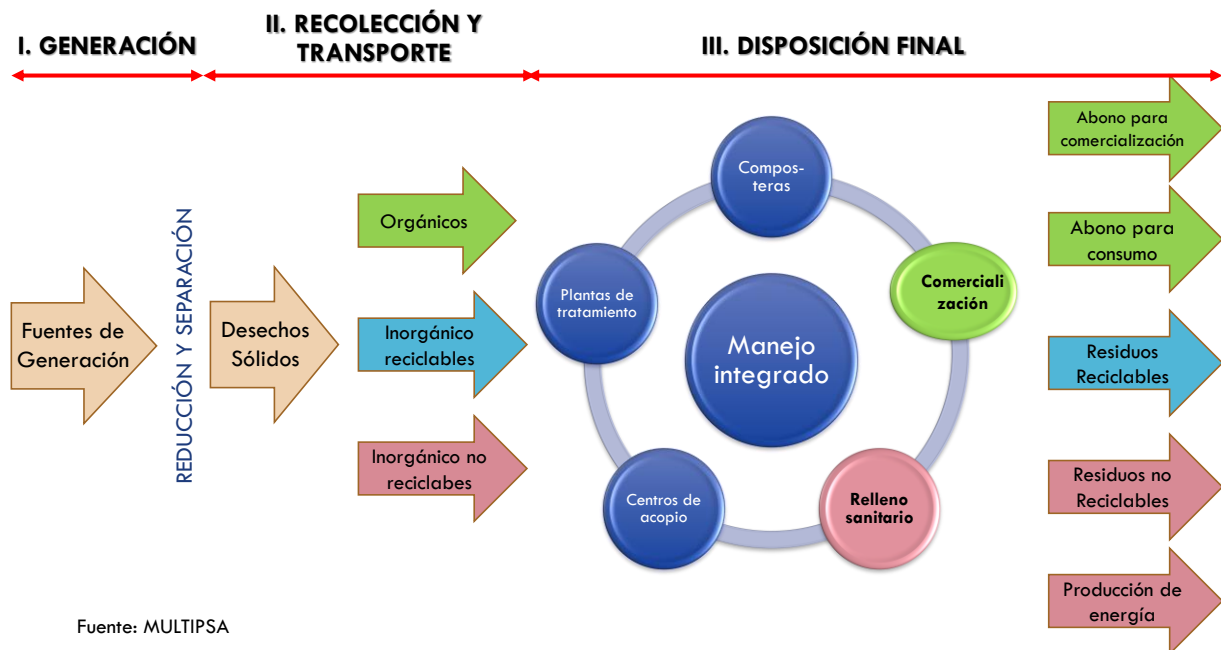 I. GENERACIÓN
II. RECOLECCIÓN Y
TRANSPORTE
III. DISPOSICIÓN FINAL
Fuentes de
Generación
REDUCCIÓN Y SEPARACIÓN
Desechos
Sólidos
Orgánicos
Inorgánico
reciclables
Inorgánico no
reciclabes
Compos-
teras
Plantas de
tratamiento
Manejo
integrado
Comerciali
zación
Centros de
acopio
Relleno
sanitario
Abono para
comercialización
Abono para
consumo
Residuos
Reciclables
Residuos no
Reciclables
Producción de
energía
Fuente: MULTIPSA